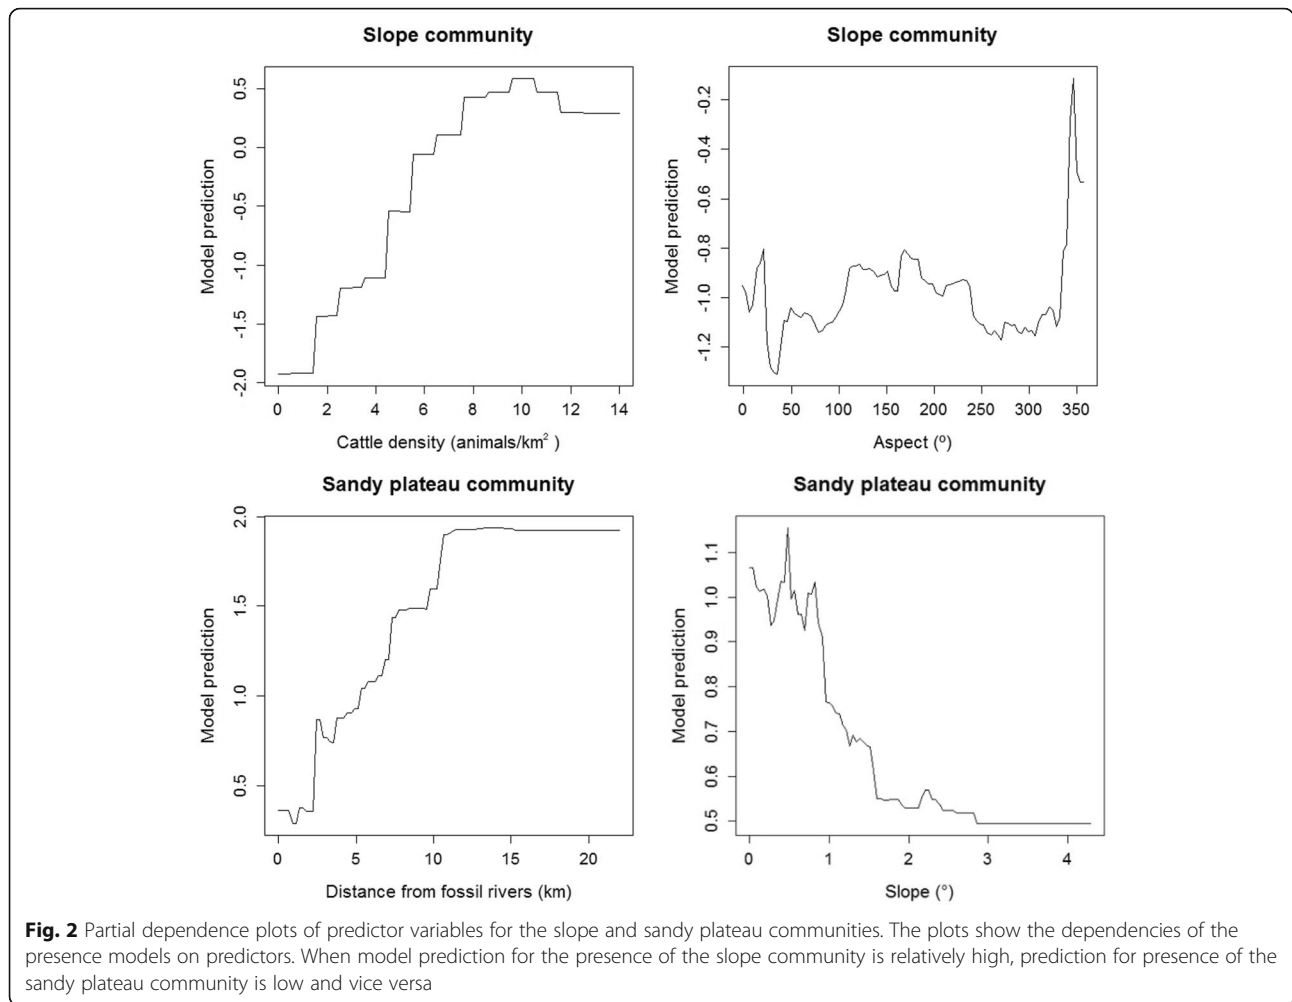 Slope community
Model prediction
0.5
0.0
-0.5
-1.0
-1.5
-2.0
0 2 4 6 8 10 12 14
Cattle density (animals/km² )
Slope community
Model prediction
-0.2
-0.4
-0.6
-0.8
-1.0
-1.2
0 50 100 150 200 250 300 350
Aspect (º)
Sandy plateau community
Model prediction
2.0
1.5
1.0
0.5
0 5 10 15 20
Distance from fossil rivers (km)
Sandy plateau community
Model prediction
1.1
1.0
0.9
0.8
0.7
0.6
0.5
0 1 2 3 4
Slope (°)
Fig. 2 Partial dependence plots of predictor variables for the slope and sandy plateau communities. The plots show the dependencies of the
presence models on predictors. When model prediction for the presence of the slope community is relatively high, prediction for presence of the
sandy plateau community is low and vice versa